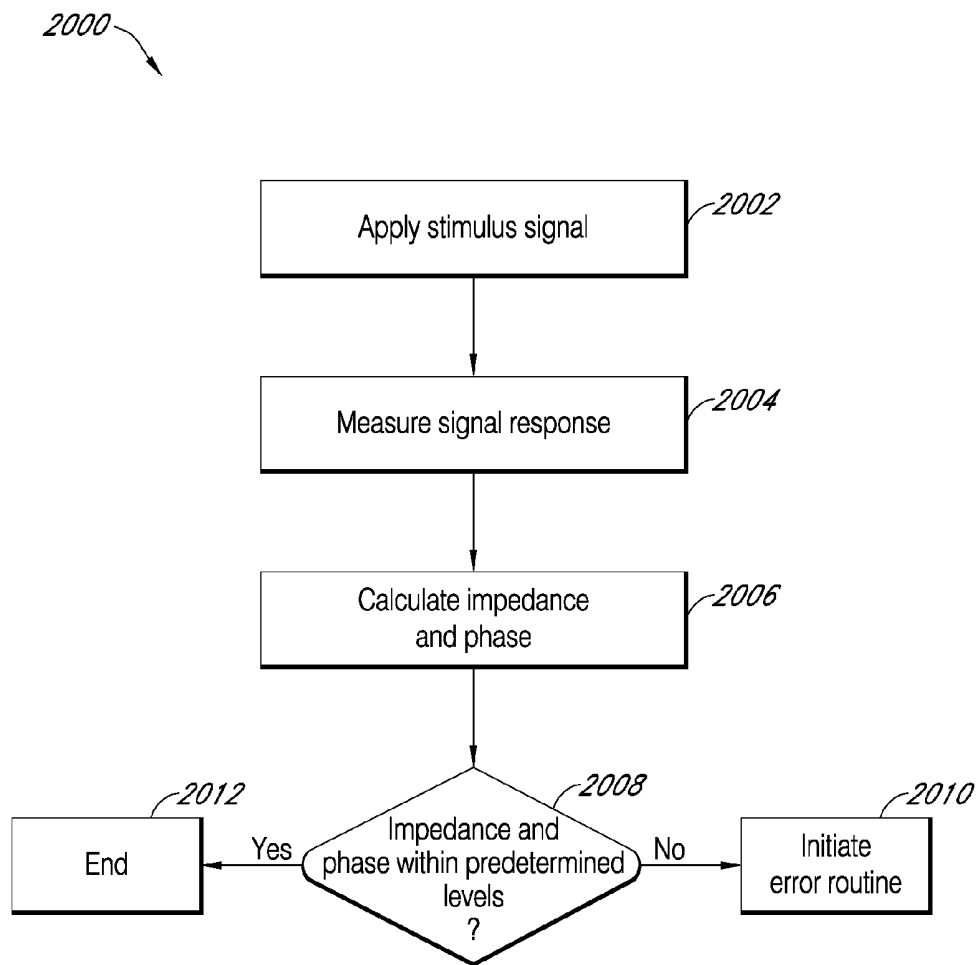 2000
2002
Apply stimulus signal
2004
Measure signal response
2006
Calculate impedance
and phase
2008
2012
2010
Impedance and
phase within predetermined
levels
?
Yes
No
End
Initiate
error routine